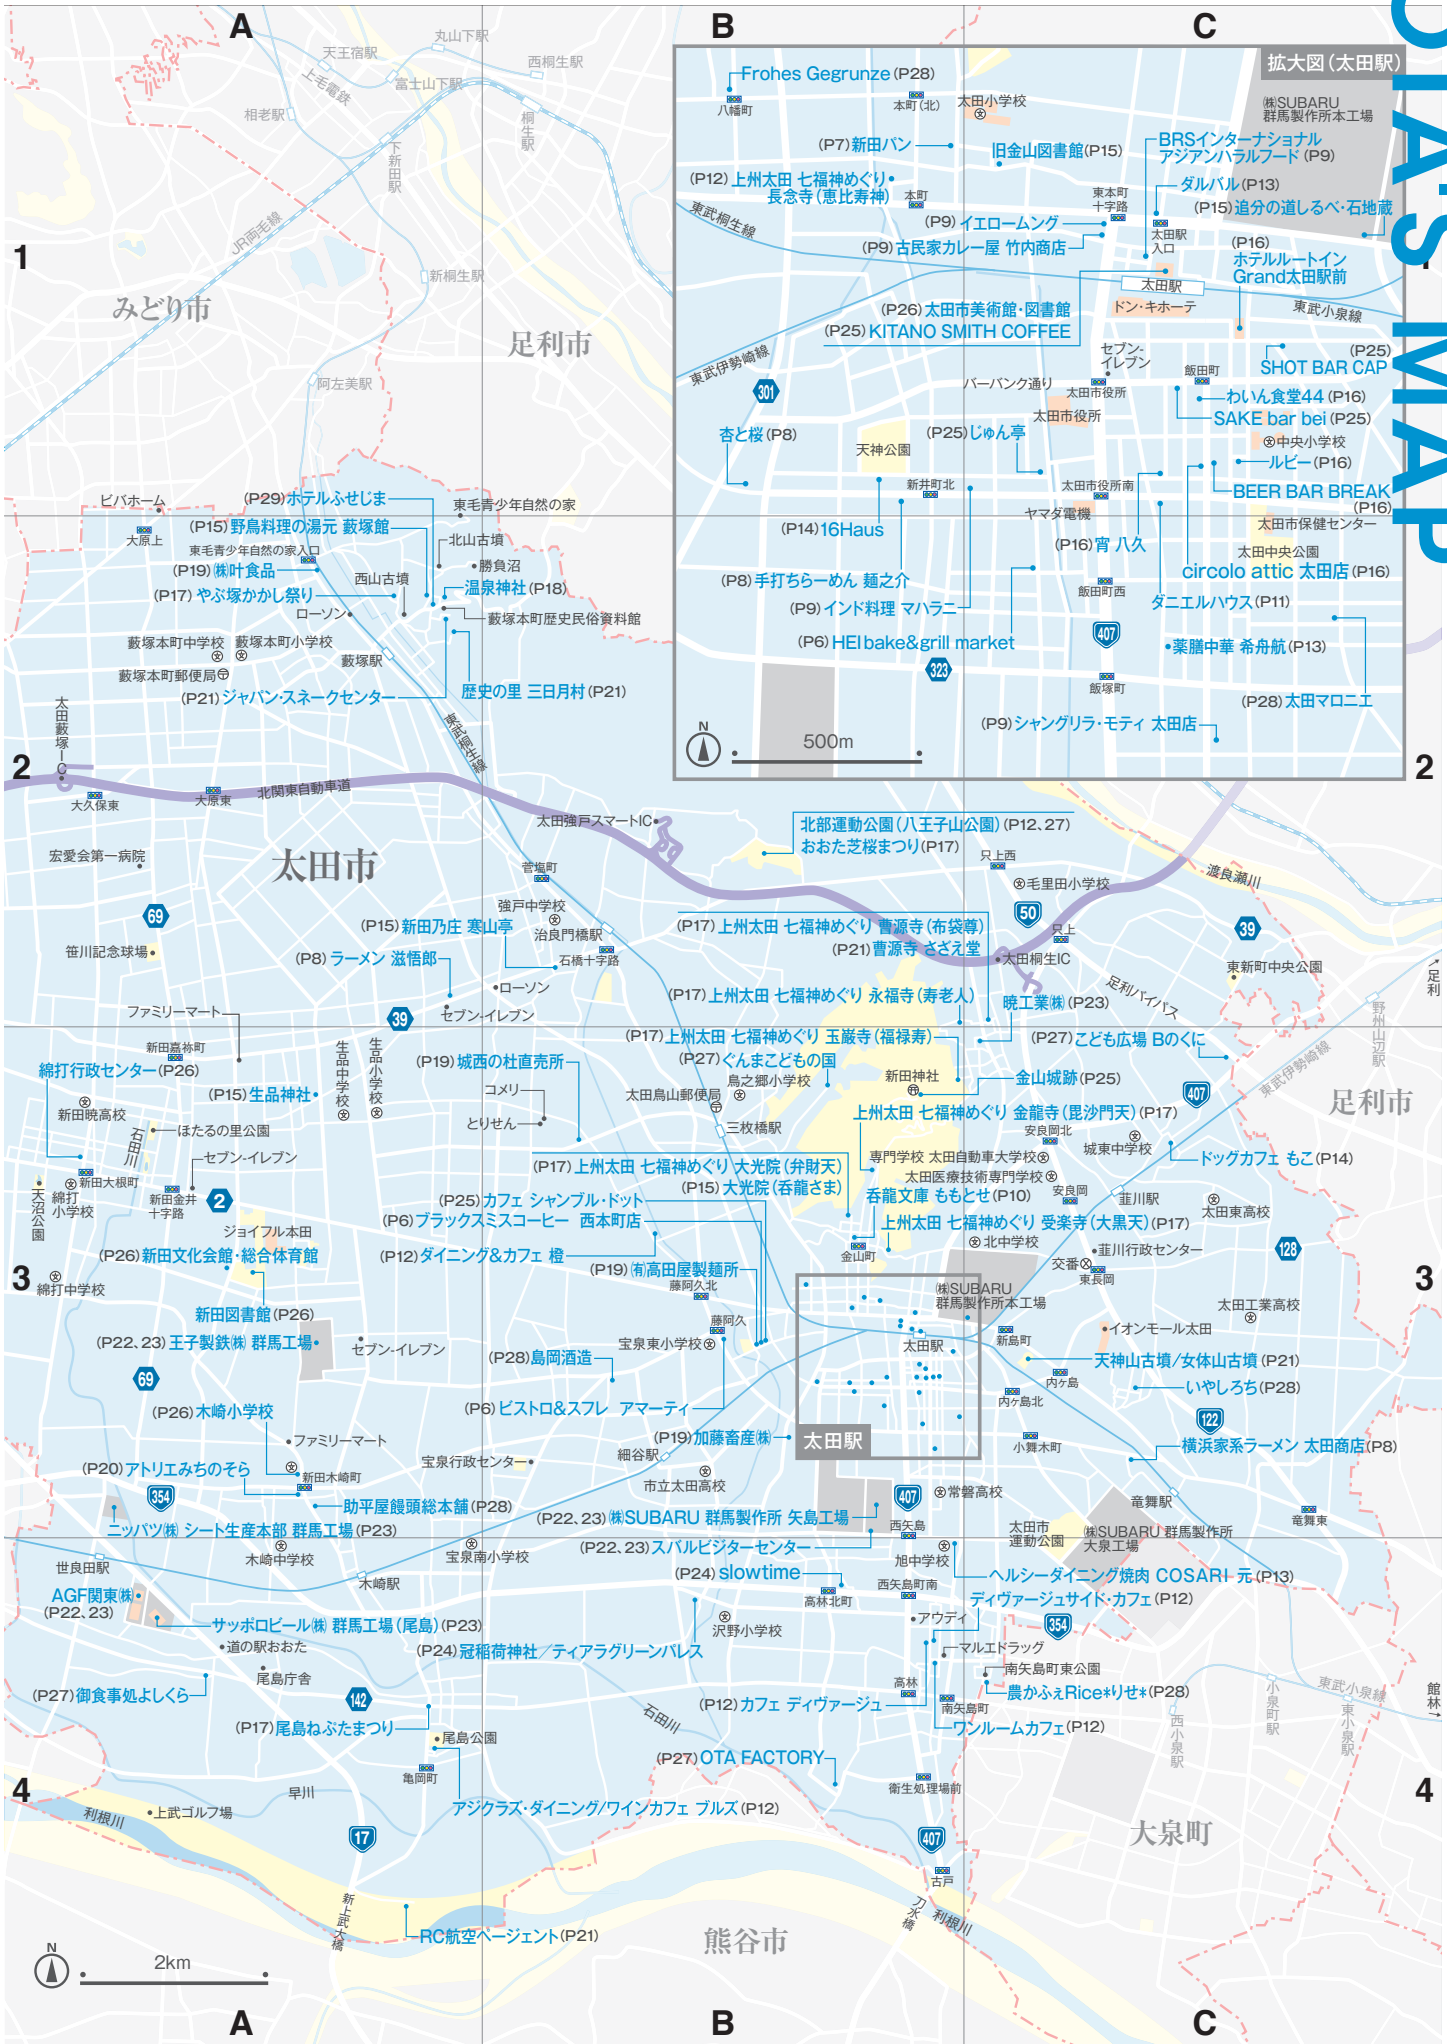 A
B
C
OTA'S MAP
拡大図(太田駅)
1
1
2
2
3
3
4
4
天王宿駅
丸山下駅
上毛電鉄
富士山下駅
西桐生駅
相老駅
桐生駅
下新田駅
JR両毛線
新桐生駅
みどり市
足利市
阿左美駅
Frohes Gegrunze(P28)
八幡町
本町(北)
太田小学校
㈱SUBARU
群馬製作所本工場
(P7)新田パン
旧金山図書館(P15)
BRSインターナショナル
アジアンハラルフード(P9)
(P12)上州太田 七福神めぐり
長念寺(恵比寿神)
本町
東本町
十字路
ダルバル(P13)
(P15)追分の道しるべ・石地蔵
東武桐生線
(P9)イエロームング
(P9)古民家カレー屋 竹内商店
太田駅
入口
(P16)
ホテルルートイン
Grand太田駅前
太田駅
(P26)太田市美術館・図書館
(P25)KITANO SMITH COFFEE
ドン・キホーテ
東武小泉線
東武伊勢崎線
301
セブン-
イレブン
(P25)
SHOT BAR CAP
バーバンク通り
太田市役所
飯田町
わいん食堂44(P16)
太田市役所
SAKE bar bei(P25)
杏と桜(P8)
(P25)じゅん亭
天神公園
中央小学校
ルビー(P16)
新井町北
太田市役所南
BEER BAR BREAK
(P16)
ヤマダ電機
太田市保健センター
(P14)16Haus
(P16)宵 八久
太田中央公園
circolo attic 太田店(P16)
(P8)手打ちらーめん 麺之介
飯田町西
ダニエルハウス(P11)
(P9)インド料理 マハラニ
(P6)HEI bake&grill market
407
薬膳中華 希舟航(P13)
323
飯塚町
(P28)太田マロニエ
(P9)シャングリラ・モティ 太田店
N
500m
ビバホーム
大原上
(P29)ホテルふせじま
東毛青少年自然の家
(P15)野鳥料理の湯元 藪塚館
東毛青少年自然の家入口
北山古墳
(P19)㈱叶食品
勝負沼
西山古墳
温泉神社(P18)
(P17)やぶ塚かかし祭り
ローソン
藪塚本町歴史民俗資料館
藪塚本町中学校
藪塚本町小学校
藪塚駅
藪塚本町郵便局
(P21)ジャパン・スネークセンター
歴史の里 三日月村(P21)
太田藪塚IC
東武桐生線
大久保東
大原東
北関東自動車道
太田強戸スマートIC
北部運動公園(八王子山公園)(P12、27)
おおた芝桜まつり(P17)
宏愛会第一病院
太田市
菅塩町
只上西
毛里田小学校
渡良瀬川
69
強戸中学校
治良門橋駅
(P15)新田乃庄 寒山亭
(P17)上州太田 七福神めぐり 曹源寺(布袋尊)
50
只上
39
笹川記念球場
(P8)ラーメン 滋悟郎
石橋十字路
(P21)曹源寺 さざえ堂
太田桐生IC
東新町中央公園
→足利
ローソン
(P17)上州太田 七福神めぐり 永福寺(寿老人)
暁工業㈱(P23)
足利バイパス
ファミリーマート
39
セブン-イレブン
野州山辺駅
(P17)上州太田 七福神めぐり 玉巌寺(福禄寿)
(P27)こども広場 Bのくに
新田嘉祢町
生品中学校
生品小学校
(P19)城西の杜直売所
(P27)ぐんまこどもの国
綿打行政センター(P26)
鳥之郷小学校
新田神社
金山城跡(P25)
東武伊勢崎線
(P15)生品神社
コメリ
太田鳥山郵便局
407
足利市
新田暁高校
とりせん
三枚橋駅
上州太田 七福神めぐり 金龍寺(毘沙門天)(P17)
ほたるの里公園
安良岡北
石田川
城東中学校
専門学校 太田自動車大学校
ドッグカフェ もこ(P14)
セブン-イレブン
(P17)上州太田 七福神めぐり 大光院(弁財天)
太田医療技術専門学校
新田大根町
(P15)大光院(呑龍さま)
天沼公園
綿打
小学校
新田金井
十字路
2
(P25)カフェ シャンブル・ドット
呑龍文庫 ももとせ(P10)
安良岡
韮川駅
太田東高校
(P6)ブラックスミスコーヒー 西本町店
上州太田 七福神めぐり 受楽寺(大黒天)(P17)
ジョイフル本田
(P26)新田文化会館・総合体育館
(P12)ダイニング&カフェ 橙
金山町
北中学校
韮川行政センター
128
綿打中学校
(P19)㈲高田屋製麺所
交番
東長岡
藤阿久北
㈱SUBARU
群馬製作所本工場
新田図書館(P26)
太田工業高校
(P22、23)王子製鉄㈱ 群馬工場
セブン-イレブン
藤阿久
宝泉東小学校
太田駅
新島町
イオンモール太田
(P28)島岡酒造
天神山古墳/女体山古墳(P21)
69
内ヶ島
いやしろち(P28)
(P26)木崎小学校
(P6)ビストロ&スフレ アマーティ
内ヶ島北
122
ファミリーマート
細谷駅
(P19)加藤畜産㈱
太田駅
小舞木町
横浜家系ラーメン 太田商店(P8)
(P20)アトリエみちのそら
宝泉行政センター
新田木崎町
市立太田高校
354
助平屋饅頭総本舗(P28)
407
常磐高校
竜舞駅
ニッパツ㈱ シート生産本部 群馬工場(P23)
(P22、23)㈱SUBARU 群馬製作所 矢島工場
西矢島
太田市
運動公園
㈱SUBARU 群馬製作所
大泉工場
竜舞東
世良田駅
木崎中学校
宝泉南小学校
(P22、23)スバルビジターセンター
旭中学校
木崎駅
(P24)slowtime
ヘルシーダイニング焼肉 COSARI 元(P13)
AGF関東㈱
(P22、23)
高林北町
西矢島町南
ディヴァージュサイド・カフェ(P12)
サッポロビール㈱ 群馬工場(尾島)(P23)
沢野小学校
アウディ
354
道の駅おおた
(P24)冠稲荷神社/ティアラグリーンパレス
マルエドラッグ
尾島庁舎
南矢島町東公園
(P27)御食事処よしくら
142
高林
農かふぇRice*りせ*(P28)
東武小泉線
館林→
(P12)カフェ ディヴァージュ
南矢島町
小泉町駅
東小泉駅
(P17)尾島ねぷたまつり
石田川
ワンルームカフェ(P12)
西小泉駅
尾島公園
(P27)OTA FACTORY
亀岡町
衛生処理場前
早川
利根川
上武ゴルフ場
アジクラズ・ダイニング/ワインカフェ ブルズ(P12)
大泉町
17
407
古戸
新上武大橋
刀水橋
利根川
RC航空ページェント(P21)
熊谷市
N
2km
A
B
C